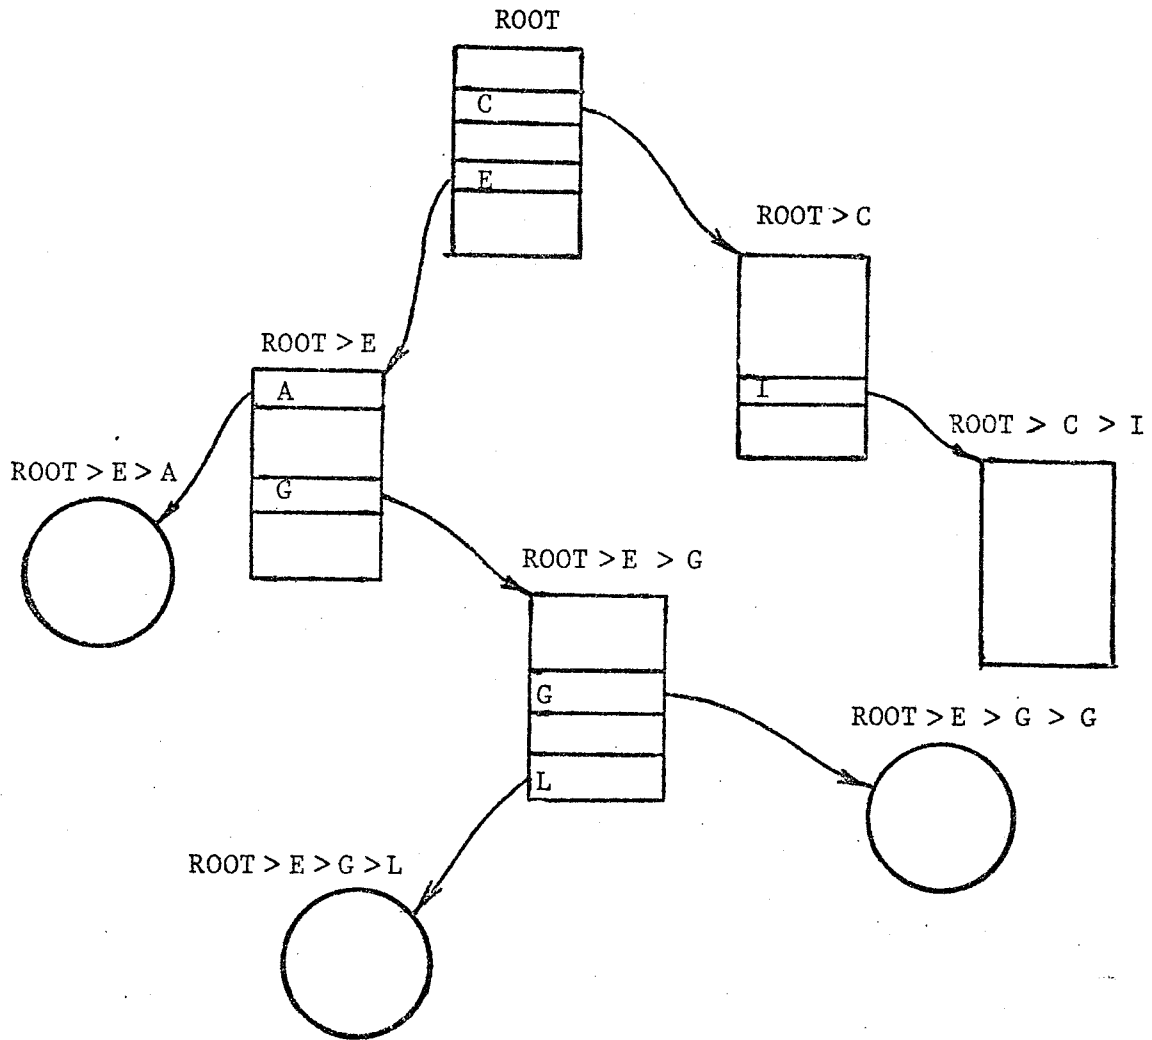 ROOT
C
E
ROOT > C
ROOT > E
A
I
ROOT > C > I
ROOT > E > A
G
ROOT > E > G
G
ROOT > E > G > G
L
ROOT > E > G > L